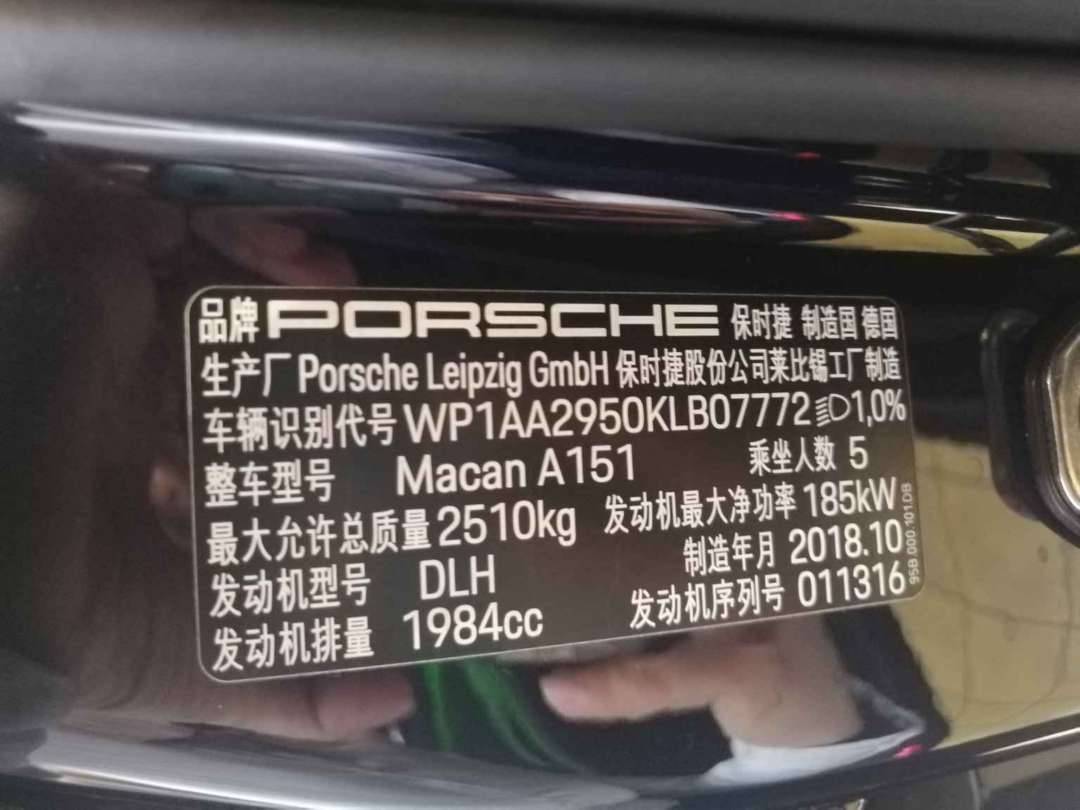 品牌 PORSCHE 保时捷 制造国 德国
生产厂 Porsche Leipzig GmbH 保时捷股份公司莱比锡工厂制造
车辆识别代号 WP1AA2950KLB07772 1,0%
整车型号 Macan A151 乘坐人数 5
最大允许总质量 2510kg 发动机最大净功率 185kW
发动机型号 DLH 制造年月 2018.10
发动机排量 1984cc 发动机序列号 011316
95B.000.101.DB